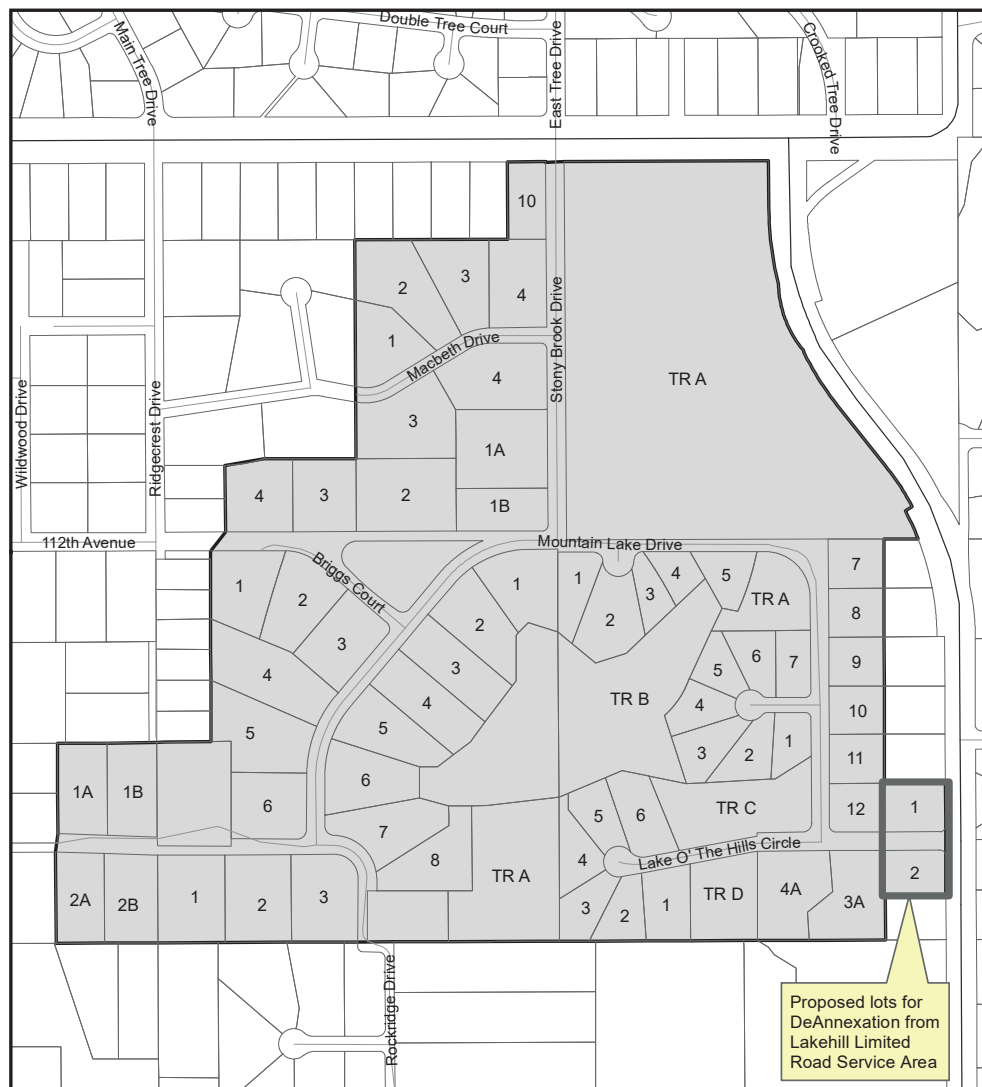 Double Tree Court
Main Tree Drive
East Tree Drive
Crooked Tree Drive
10
2
3
4
1
Macbeth Drive
Stony Brook Drive
TR A
4
3
1A
Wildwood Drive
Ridgecrest Drive
4
3
2
1B
112th Avenue
Mountain Lake Drive
Briggs Court
1
2
3
4
5
6
1
2
3
4
5
6
7
8
1
2
3
4
5
TR A
7
8
9
10
11
12
TR B
5
6
7
4
3
2
1
1A
1B
TR C
5
6
4
3
2
1
Lake O' The Hills Circle
1
2
2A
2B
1
2
3
TR A
TR D
4A
3A
Rockridge Drive
Proposed lots for
DeAnnexation from
Lakehill Limited
Road Service Area